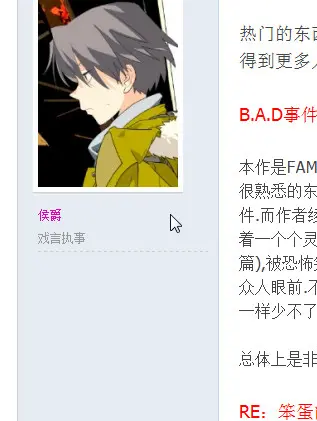 热门的东西
得到更多人
B.A.D事件
本作是FAM
侯爵
很熟悉的东
件.而作者绫
戏言执事
着一个个灵
篇),被恐怖
众人眼前.不
一样少不了
总体上是非
RE：笨蛋